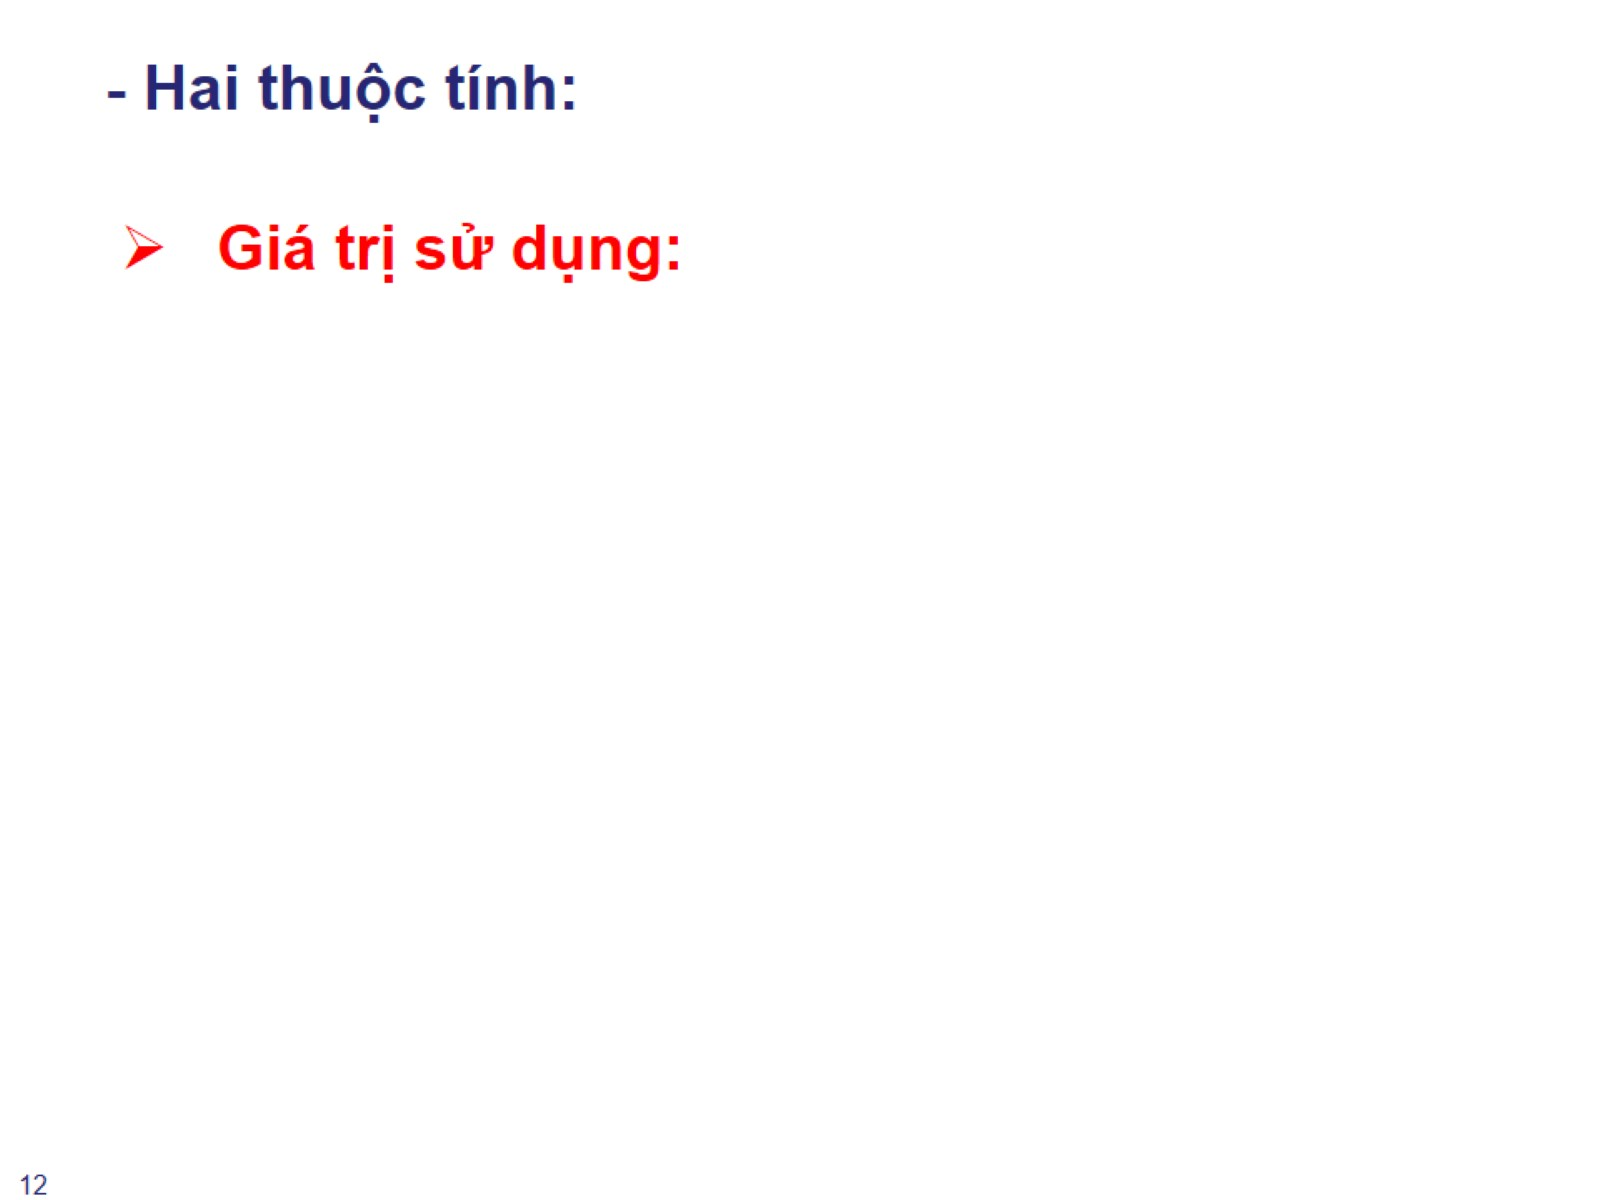 - Hai thuộc tính:
➢ Giá trị sử dụng:
12